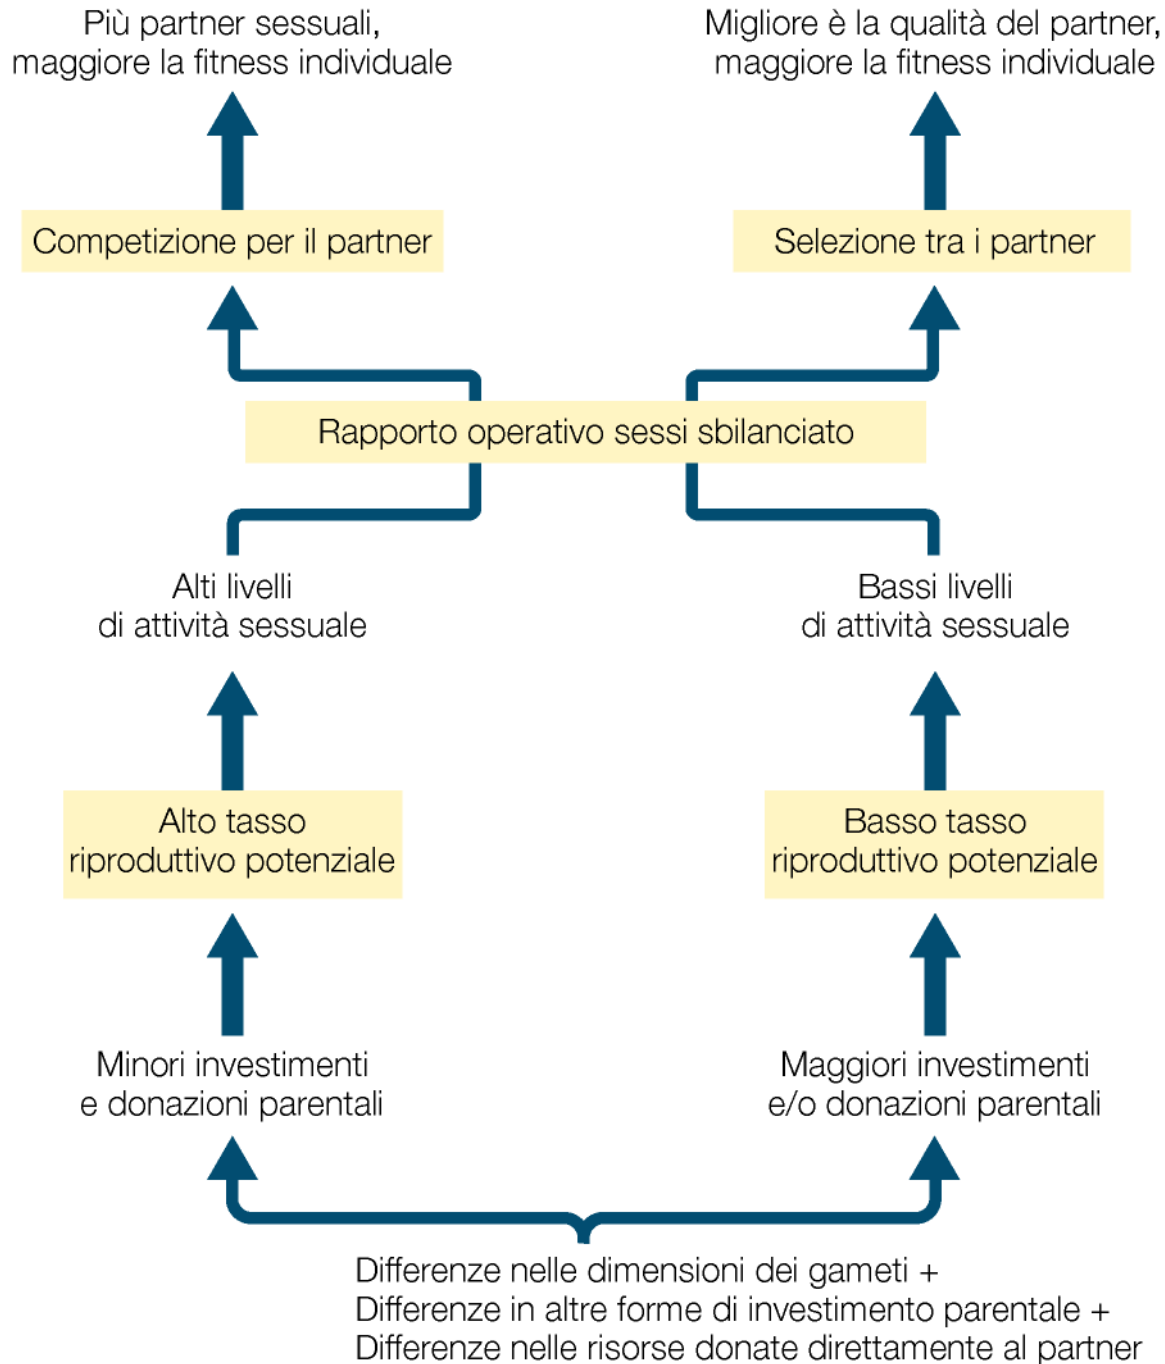 Più partner sessuali,
maggiore la fitness individuale
Migliore è la qualità del partner,
maggiore la fitness individuale
Competizione per il partner
Selezione tra i partner
Rapporto operativo sessi sbilanciato
Alti livelli
di attività sessuale
Bassi livelli
di attività sessuale
Alto tasso
riproduttivo potenziale
Basso tasso
riproduttivo potenziale
Minori investimenti
e donazioni parentali
Maggiori investimenti
e/o donazioni parentali
Differenze nelle dimensioni dei gameti +
Differenze in altre forme di investimento parentale +
Differenze nelle risorse donate direttamente al partner